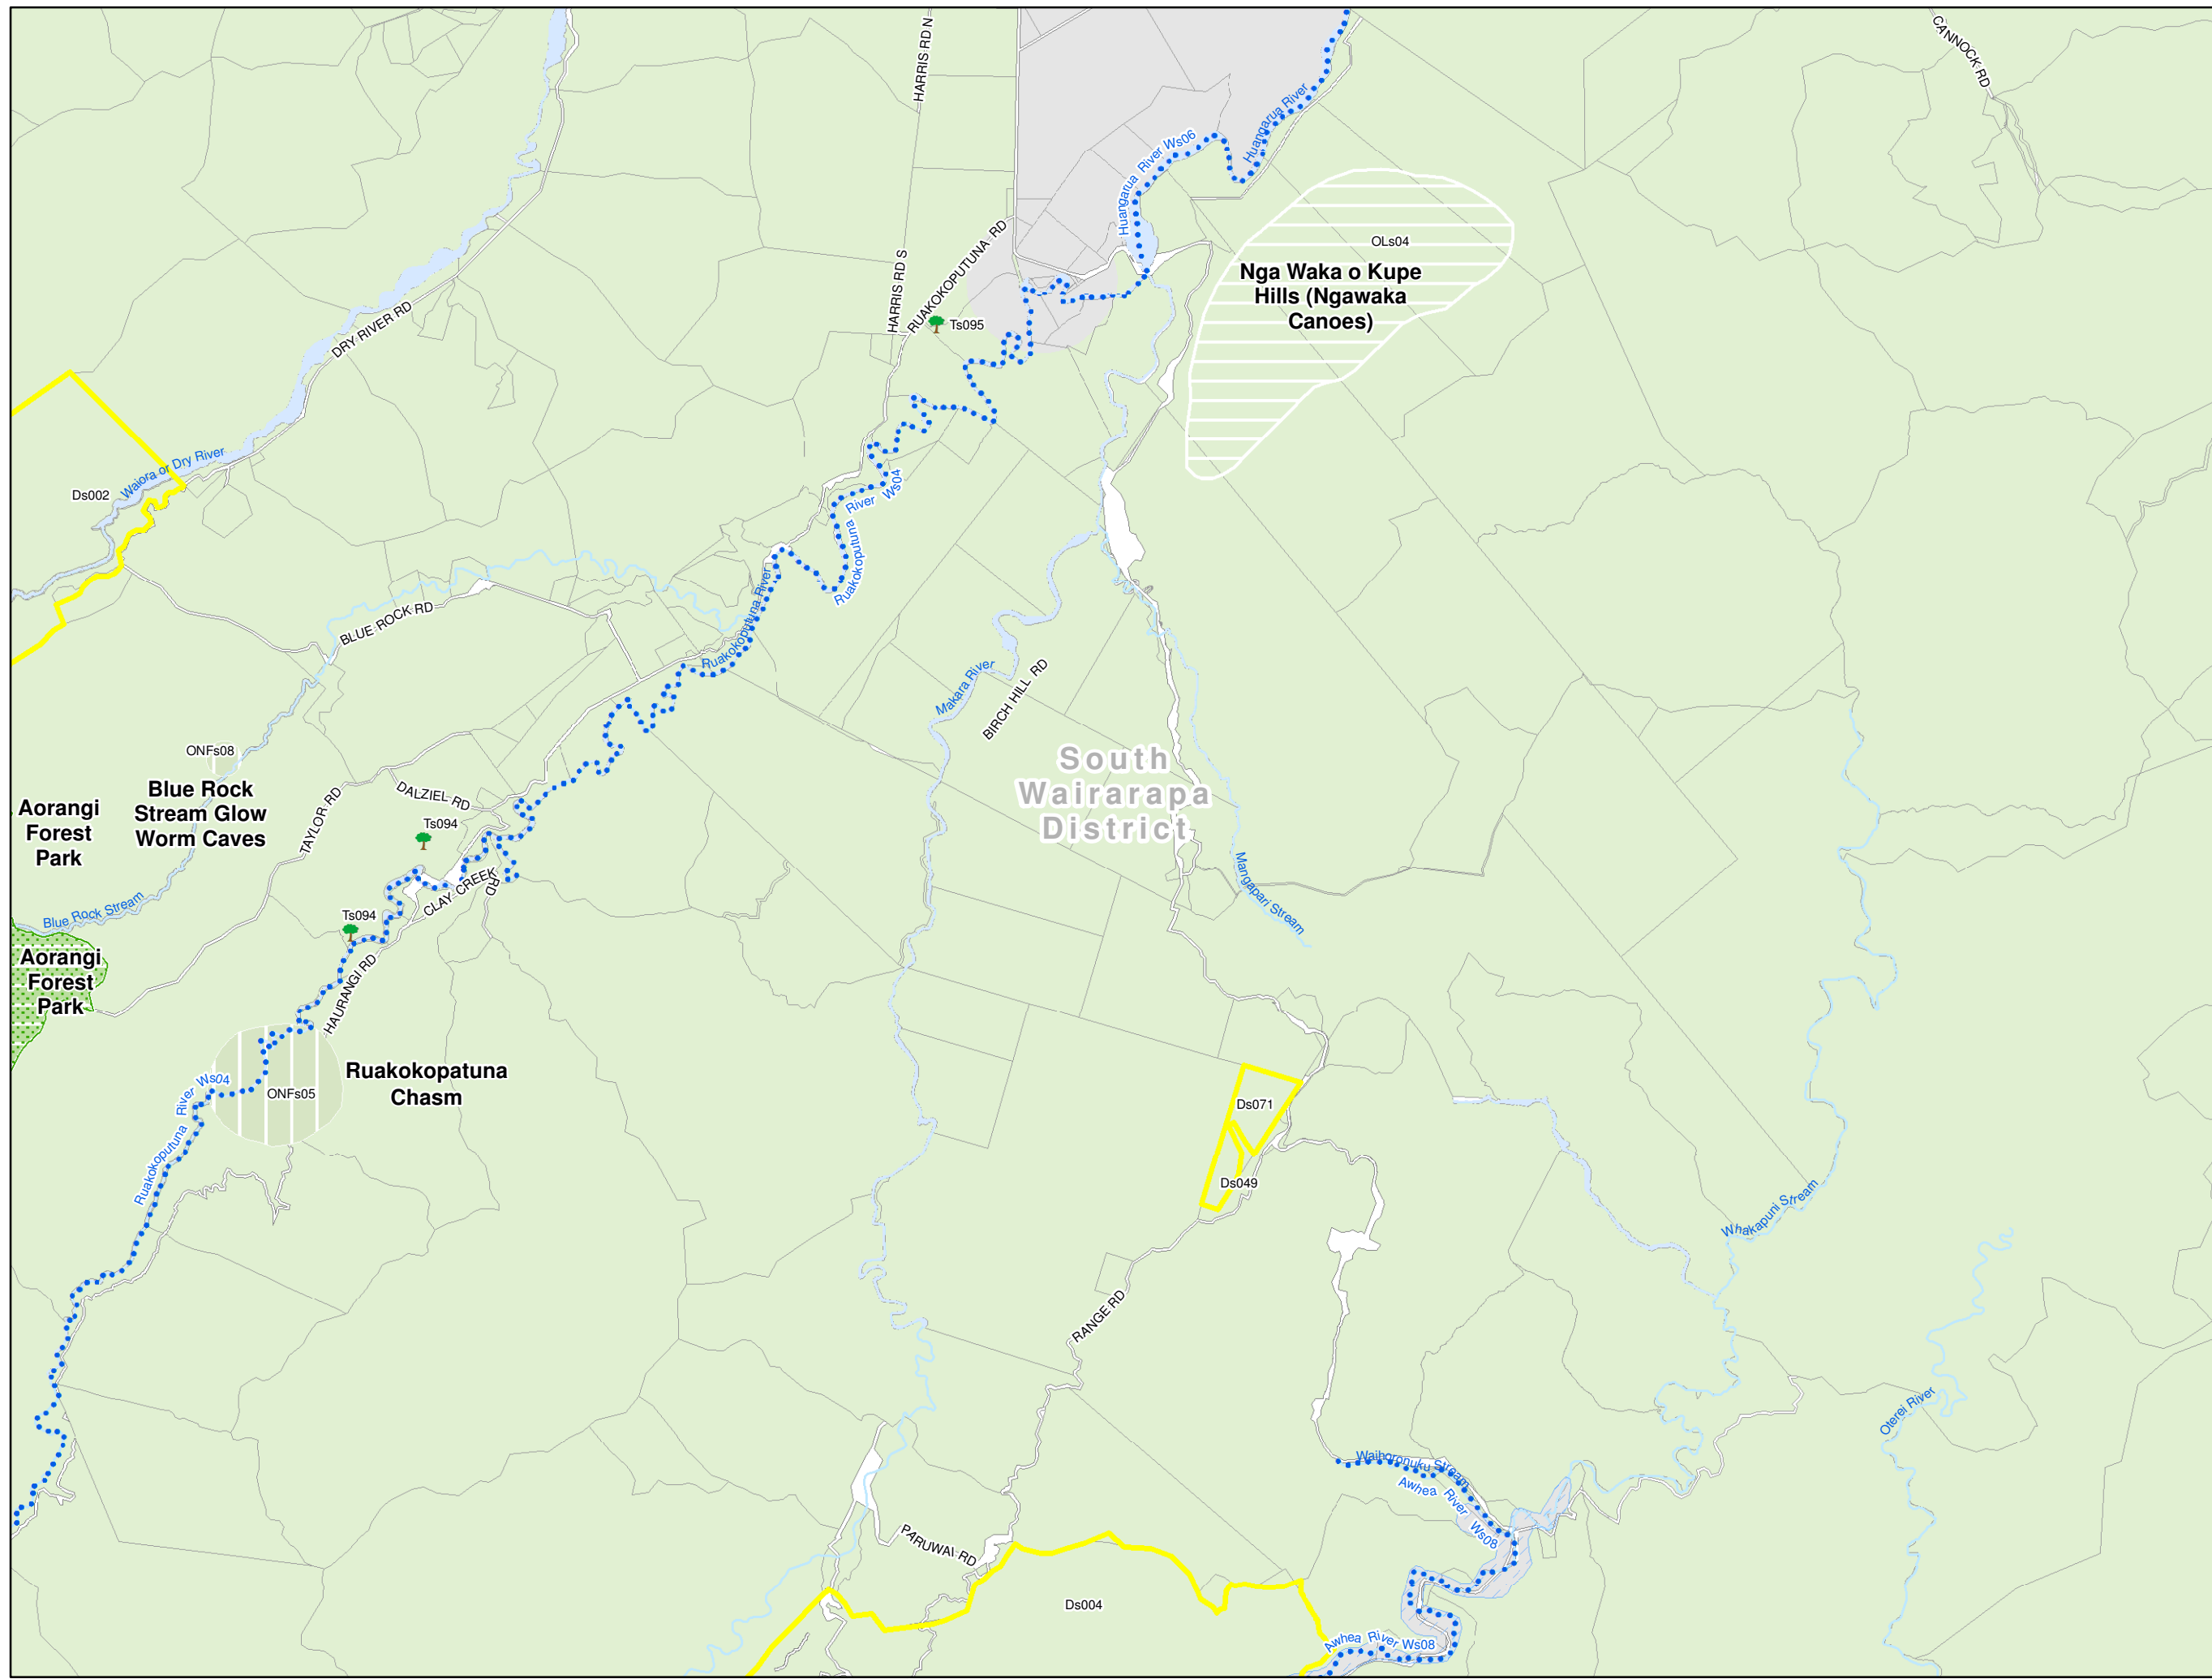 CANNOCK RD
HARRIS RD N
Huangarua River
Huangarua River Ws06
OLs04
Nga Waka o Kupe
Hills (Ngawaka
Canoes)
RUAKOKOPUTUNA RD
HARRIS RD S
Ts095
DRY RIVER RD
Waiora or Dry River
Ds002
Ruakokoputuna River Ws04
Ruakokoputuna River
BLUE ROCK RD
Makara River
BIRCH HILL RD
South
Wairarapa
District
ONFs08
Blue Rock
Stream Glow
Worm Caves
Aorangi
Forest
Park
TAYLOR RD
DALZIEL RD
Ts094
CLAY CREEK
RD
Mangapari Stream
Blue Rock Stream
Ts094
Aorangi
Forest
Park
HAURANGI RD
Ruakokopatuna
Chasm
ONFs05
Ruakokoputuna River Ws04
Ds071
Ds049
Whakapuni Stream
RANGE RD
Oterei River
Waihoronuku Stream
Awhea River Ws08
PARUWAI RD
Ds004
Awhea River Ws08